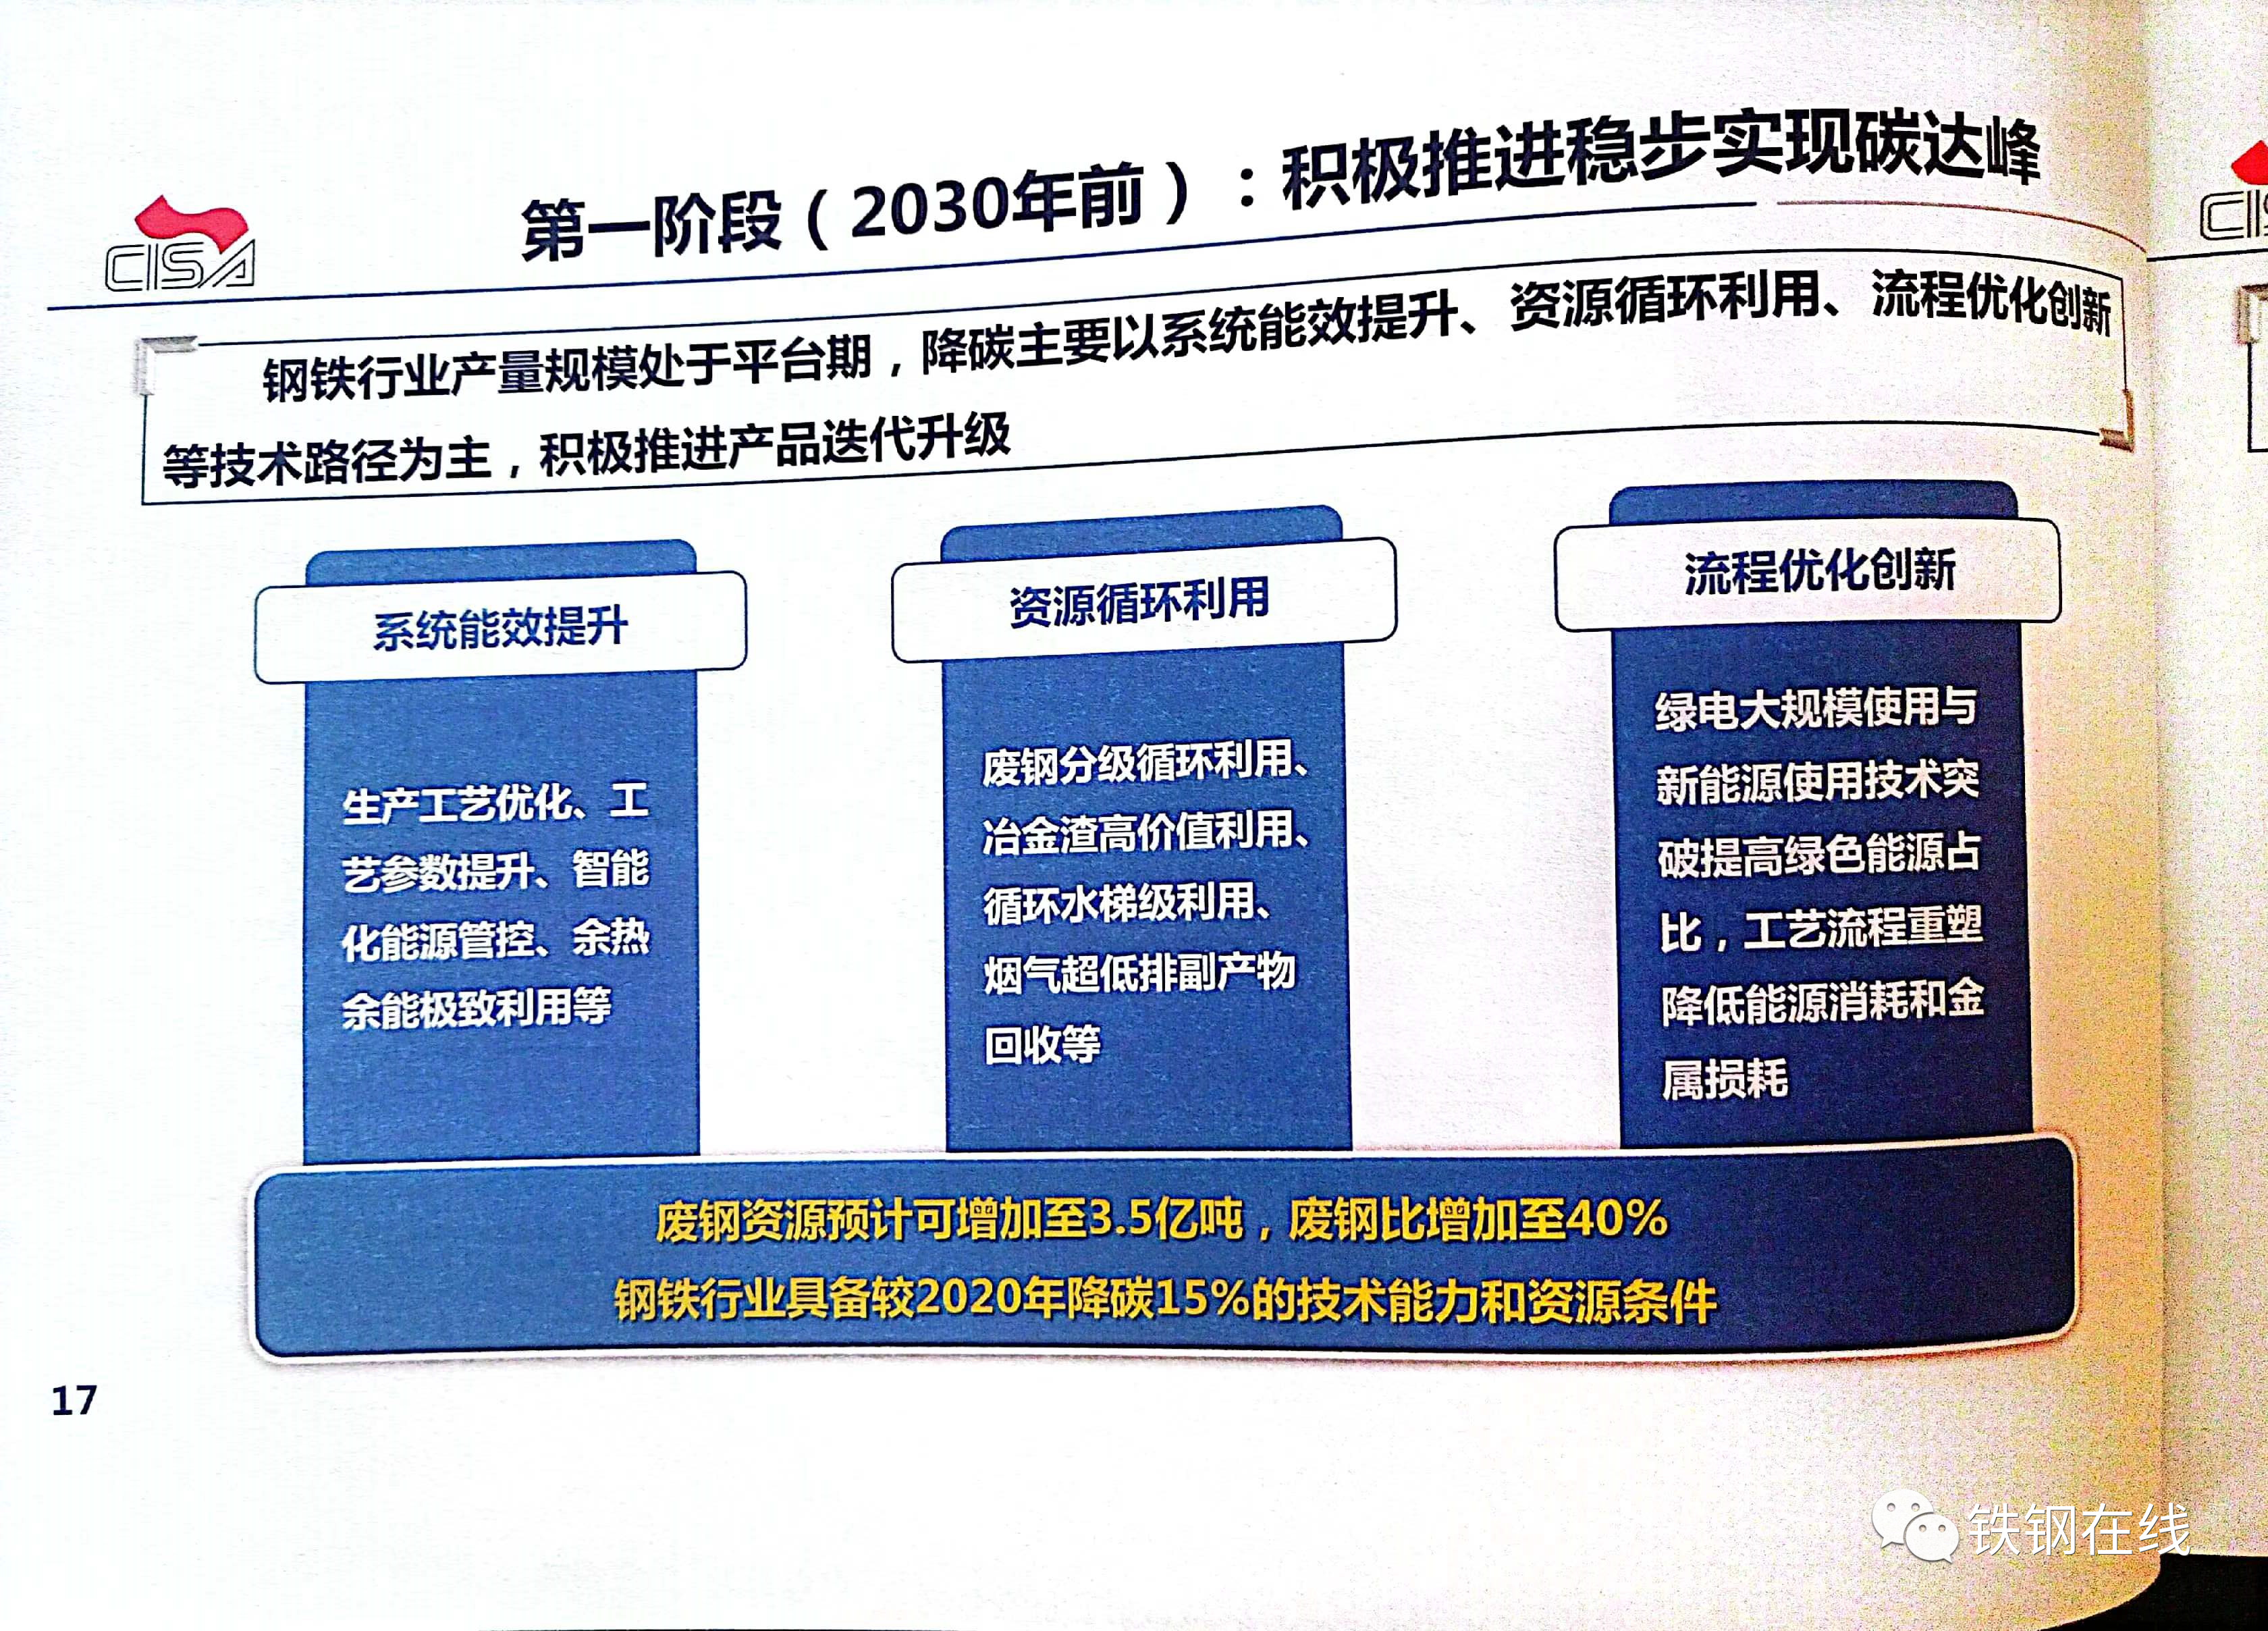 CISA
第一阶段（2030年前）：积极推进稳步实现碳达峰
钢铁行业产量规模处于平台期，降碳主要以系统能效提升、资源循环利用、流程优化创新
等技术路径为主，积极推进产品迭代升级
系统能效提升
生产工艺优化、工
艺参数提升、智能
化能源管控、余热
余能极致利用等
资源循环利用
废钢分级循环利用、
冶金渣高价值利用、
循环水梯级利用、
烟气超低排副产物
回收等
流程优化创新
绿电大规模使用与
新能源使用技术突
破提高绿色能源占
比，工艺流程重塑
降低能源消耗和金
属损耗
废钢资源预计可增加至3.5亿吨，废钢比增加至40%
钢铁行业具备较2020年降碳15%的技术能力和资源条件
17
铁钢在线